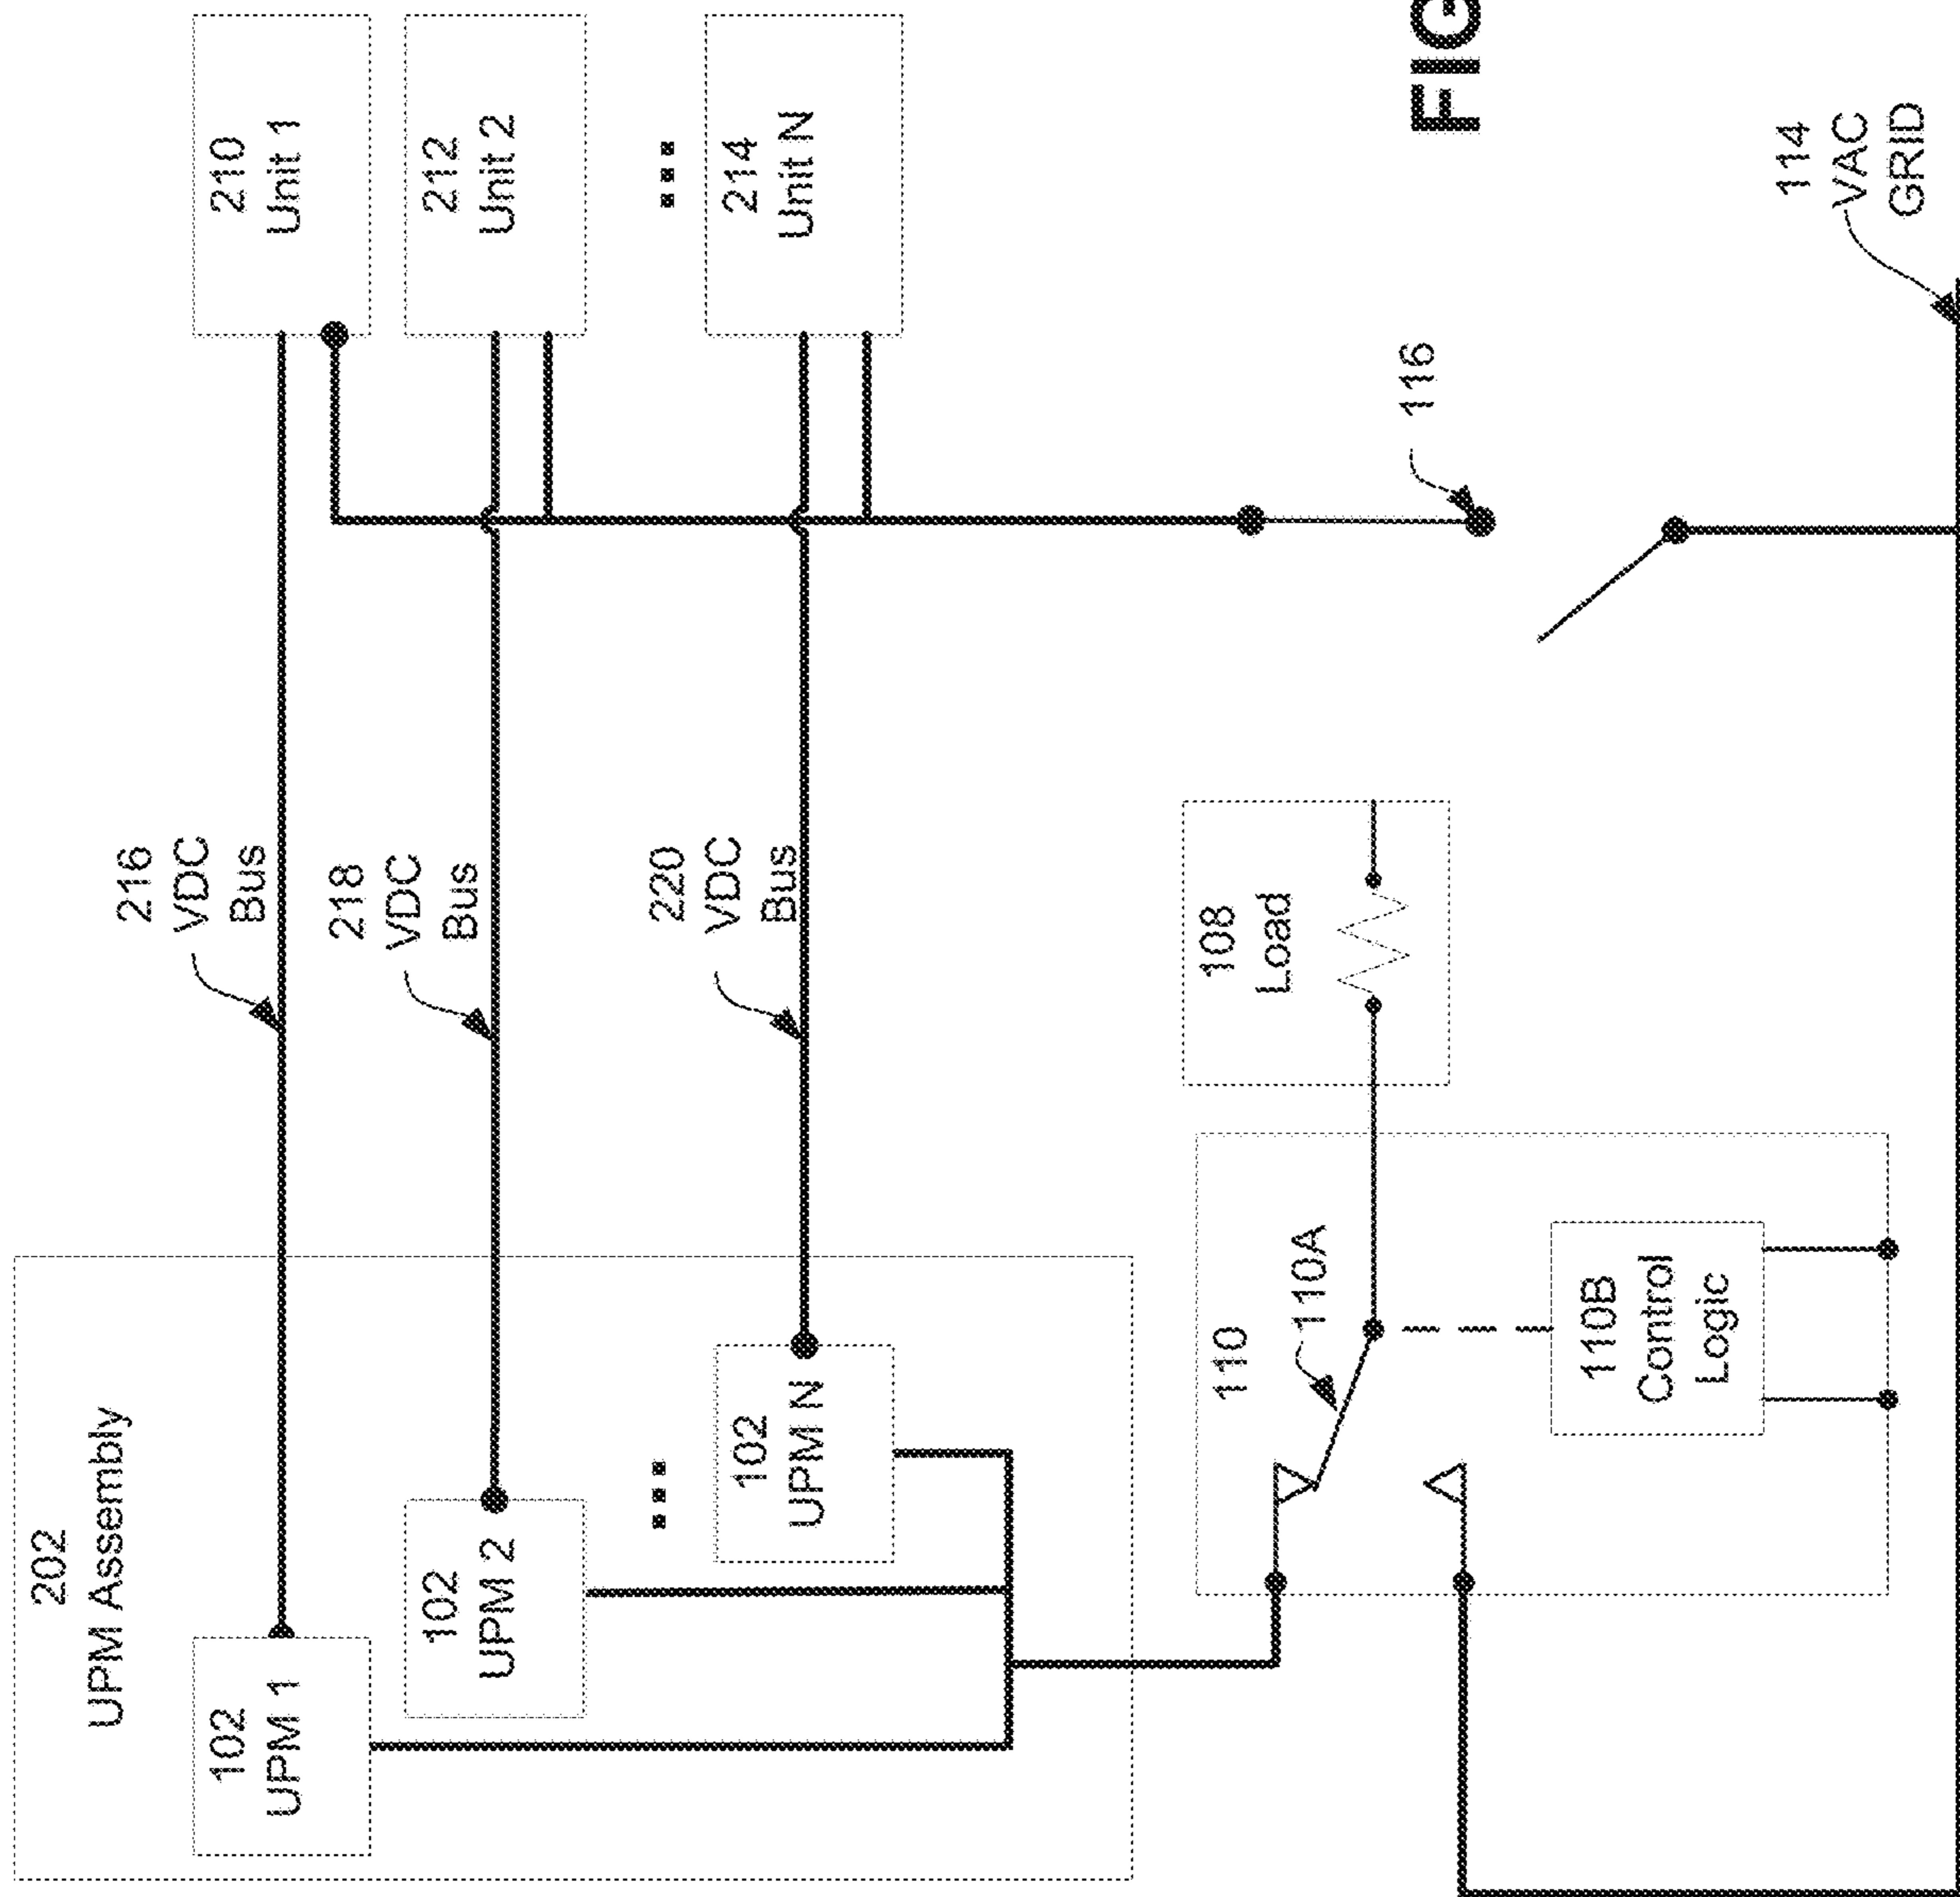 202
UPM Assembly
102
UPM 1
102
UPM 2
102
UPM N
216
VDC
Bus
218
VDC
Bus
220
VDC
Bus
210
Unit 1
212
Unit 2
214
Unit N
110
110A
110B
Control
Logic
108
Load
116
FIG
114
VAC
GRID